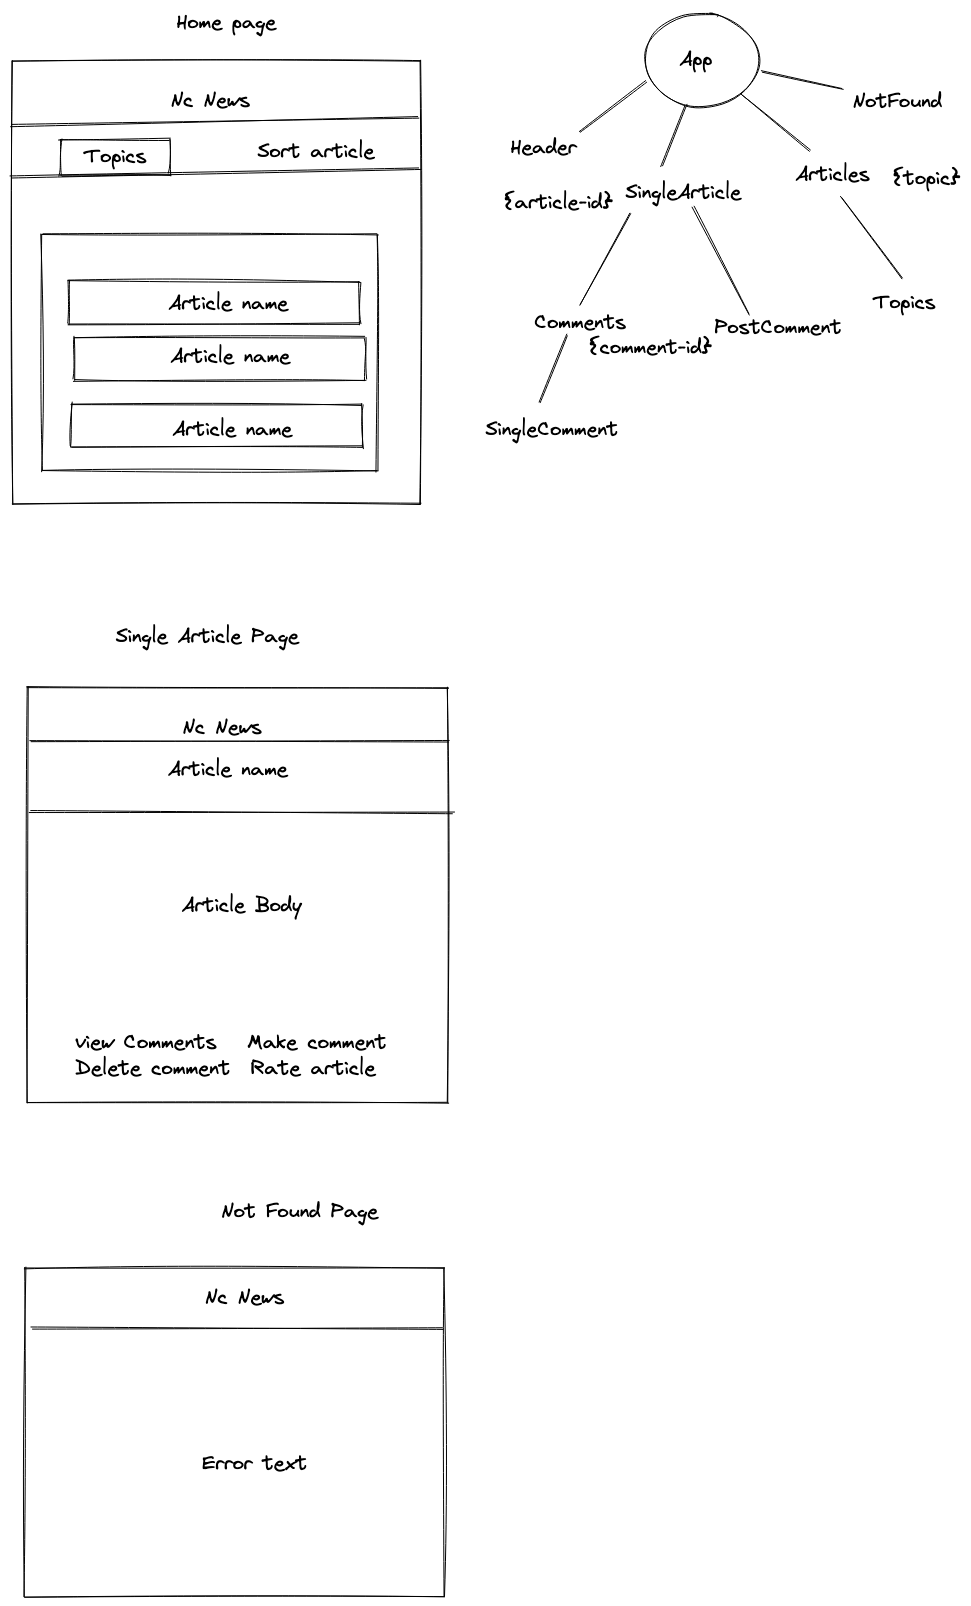 Home page
Nc News
Topics
Sort article
Article name
Article name
Article name
App
NotFound
Header
Articles {topic}
{article-id} SingleArticle
Topics
Comments
PostComment
{comment-id}
SingleComment
Single Article Page
Nc News
Article name
Article Body
view Comments Make comment
Delete comment Rate article
Not Found Page
Nc News
Error text